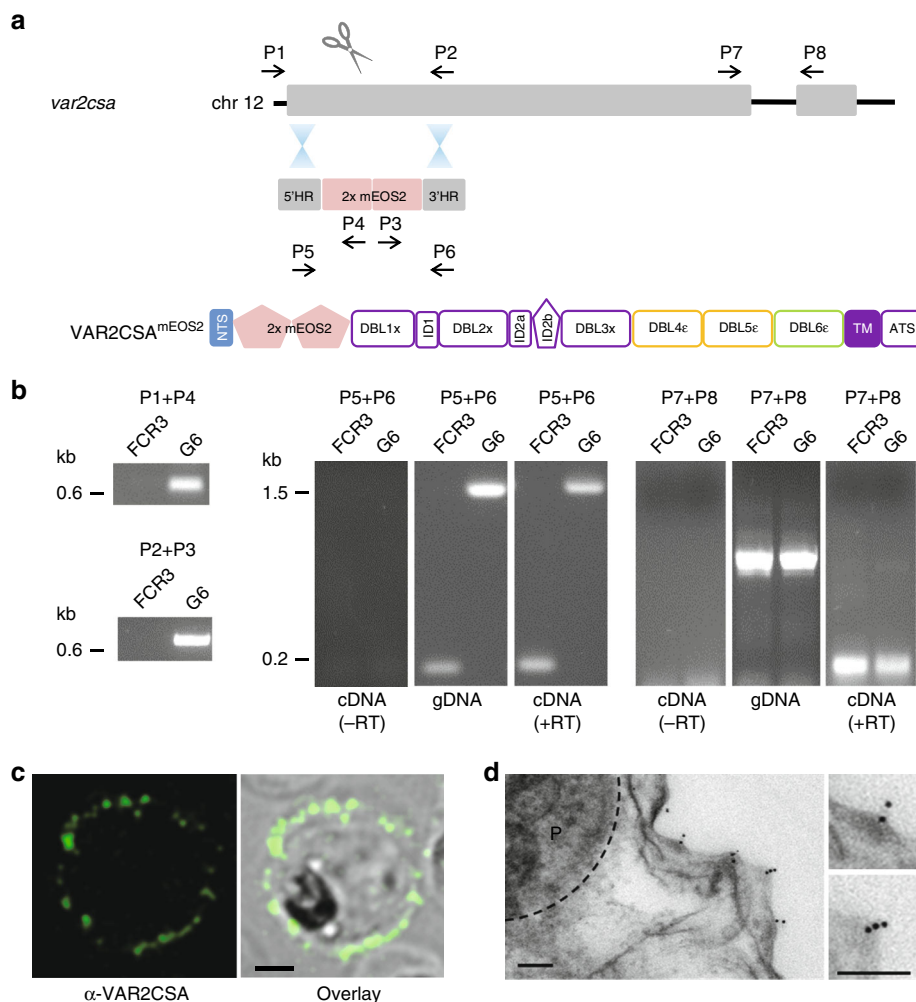 a
P1 P2 P7 P8
var2csa chr 12
5'HR 2x mEOS2 3'HR
P4 P3
P5 P6
VAR2CSA^mEOS2 NTS 2x mEOS2 DBL1x ID1 DBL2x ID2a ID2b DBL3x DBL4ε DBL5ε DBL6ε TM ATS
b
P1+P4
FCR3 G6
kb
0.6
P2+P3
FCR3 G6
kb
0.6
P5+P6 P5+P6 P5+P6 P7+P8 P7+P8 P7+P8
FCR3 G6 FCR3 G6 FCR3 G6 FCR3 G6 FCR3 G6 FCR3 G6
kb
1.5
0.2
cDNA (–RT) gDNA cDNA (+RT) cDNA (–RT) gDNA cDNA (+RT)
c
α-VAR2CSA Overlay
d
P